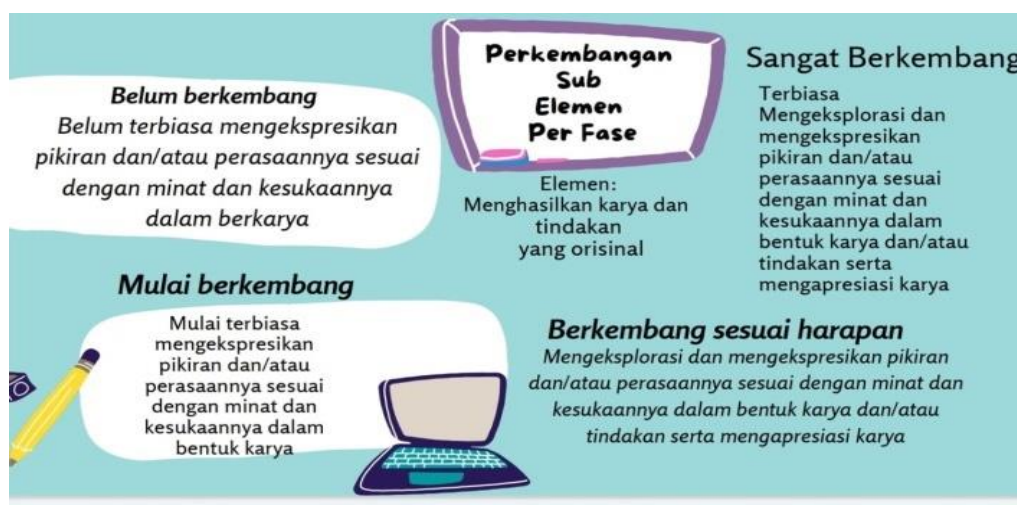 Perkembangan
Sub
Elemen
Per Fase
Elemen:
Menghasilkan karya dan
tindakan
yang orisinal
Belum berkembang
Belum terbiasa mengekspresikan
pikiran dan/atau perasaannya sesuai
dengan minat dan kesukaannya
dalam berkarya
Mulai berkembang
Mulai terbiasa
mengekspresikan
pikiran dan/atau
perasaannya sesuai
dengan minat dan
kesukaannya dalam
bentuk karya
Berkembang sesuai harapan
Mengeksplorasi dan mengekspresikan pikiran
dan/atau perasaannya sesuai dengan minat dan
kesukaannya dalam bentuk karya dan/atau
tindakan serta mengapresiasi karya
Sangat Berkembang
Terbiasa
Mengeksplorasi dan
mengekspresikan
pikiran dan/atau
perasaannya sesuai
dengan minat dan
kesukaannya dalam
bentuk karya dan/atau
tindakan serta
mengapresiasi karya